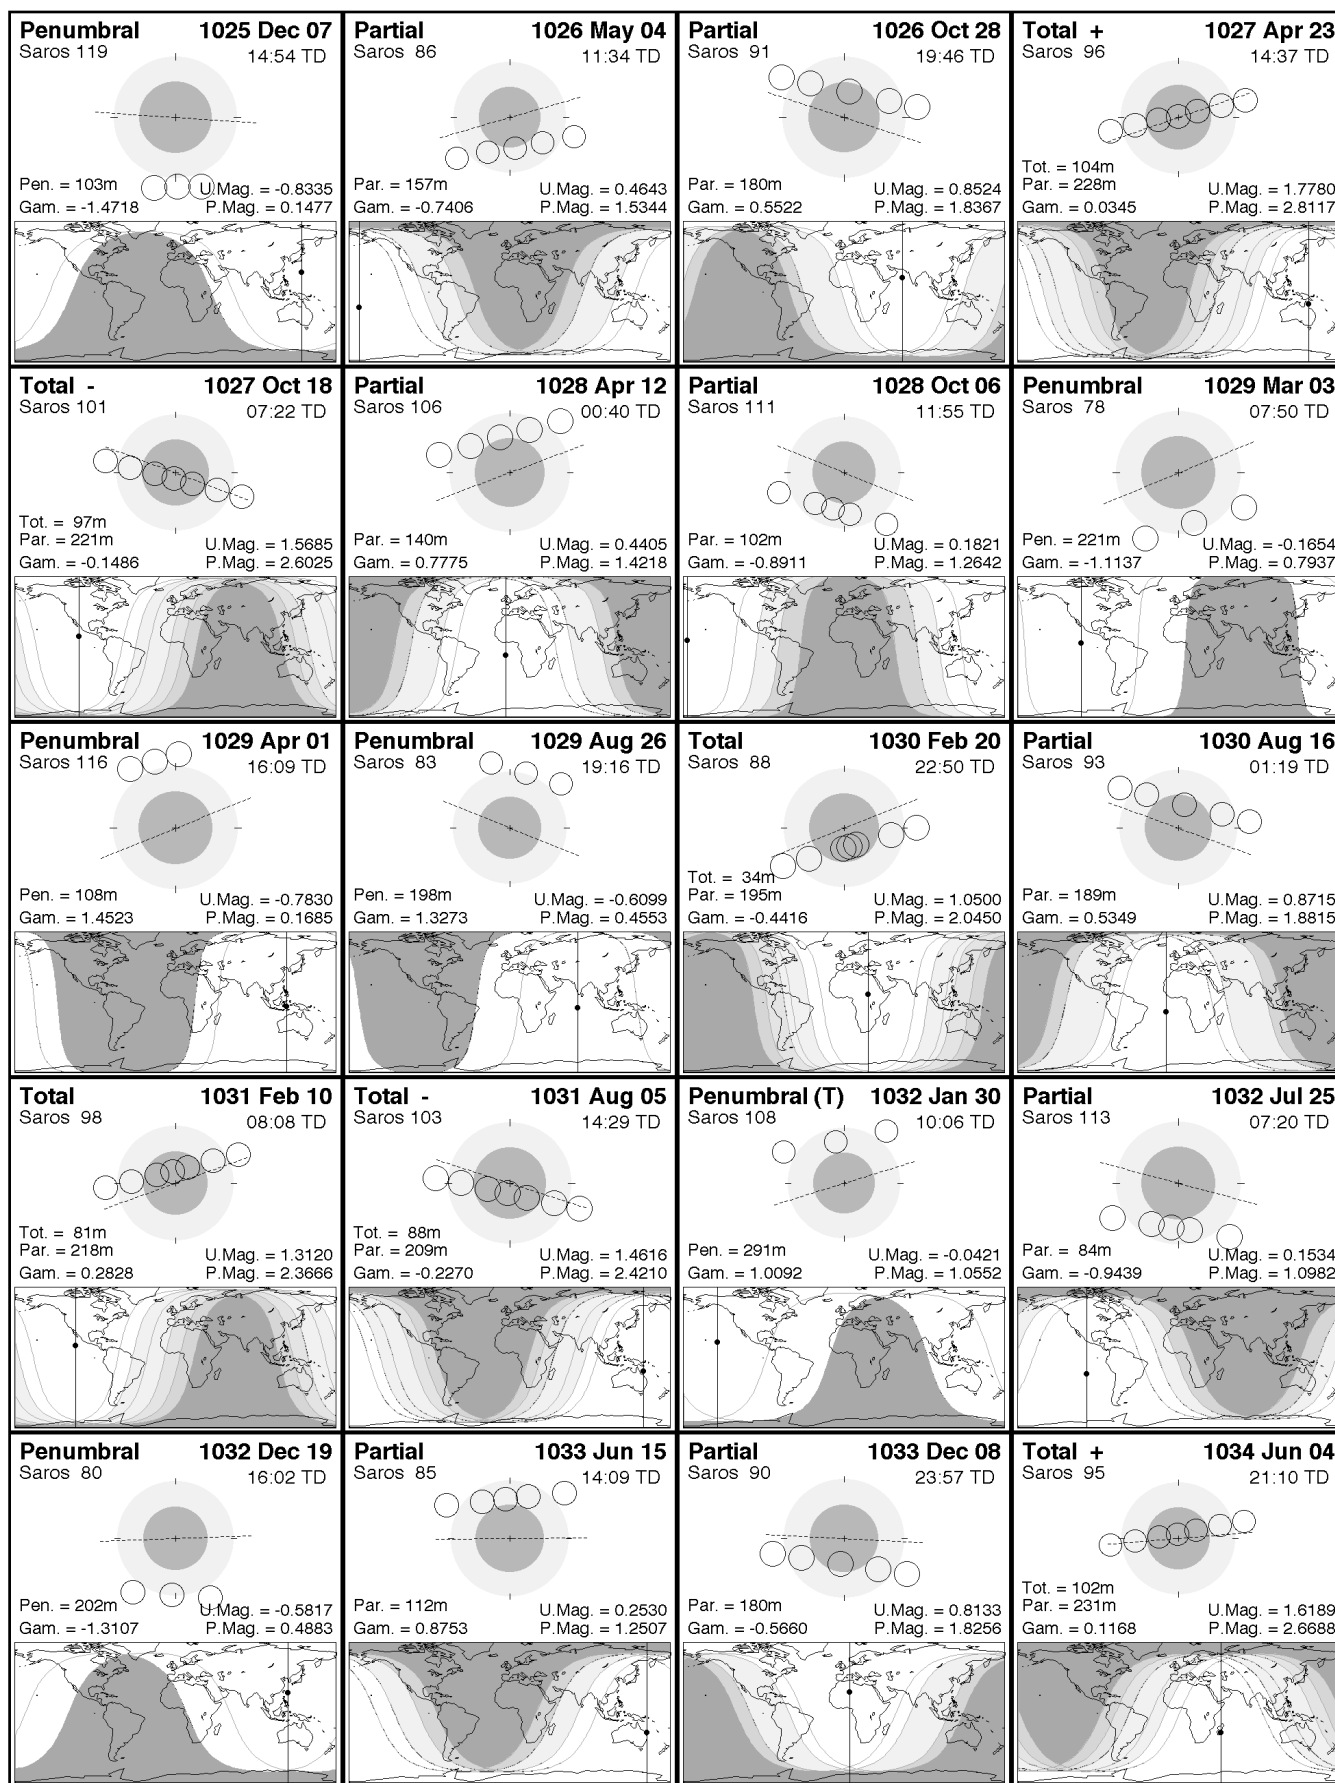 Penumbral 1025 Dec 07
Saros 119 14:54 TD
Pen. = 103m U.Mag. = -0.8335
Gam. = -1.4718 P.Mag. = 0.1477
Partial 1026 May 04
Saros 86 11:34 TD
Par. = 157m U.Mag. = 0.4643
Gam. = -0.7406 P.Mag. = 1.5344
Partial 1026 Oct 28
Saros 91 19:46 TD
Par. = 180m U.Mag. = 0.8524
Gam. = 0.5522 P.Mag. = 1.8367
Total + 1027 Apr 23
Saros 96 14:37 TD
Tot. = 104m
Par. = 228m U.Mag. = 1.7780
Gam. = 0.0345 P.Mag. = 2.8117
Total - 1027 Oct 18
Saros 101 07:22 TD
Tot. = 97m
Par. = 221m U.Mag. = 1.5685
Gam. = -0.1486 P.Mag. = 2.6025
Partial 1028 Apr 12
Saros 106 00:40 TD
Par. = 140m U.Mag. = 0.4405
Gam. = 0.7775 P.Mag. = 1.4218
Partial 1028 Oct 06
Saros 111 11:55 TD
Par. = 102m U.Mag. = 0.1821
Gam. = -0.8911 P.Mag. = 1.2642
Penumbral 1029 Mar 03
Saros 78 07:50 TD
Pen. = 221m U.Mag. = -0.1654
Gam. = -1.1137 P.Mag. = 0.7937
Penumbral 1029 Apr 01
Saros 116 16:09 TD
Pen. = 108m U.Mag. = -0.7830
Gam. = 1.4523 P.Mag. = 0.1685
Penumbral 1029 Aug 26
Saros 83 19:16 TD
Pen. = 198m U.Mag. = -0.6099
Gam. = 1.3273 P.Mag. = 0.4553
Total 1030 Feb 20
Saros 88 22:50 TD
Tot. = 34m
Par. = 195m U.Mag. = 1.0500
Gam. = -0.4416 P.Mag. = 2.0450
Partial 1030 Aug 16
Saros 93 01:19 TD
Par. = 189m U.Mag. = 0.8715
Gam. = 0.5349 P.Mag. = 1.8815
Total 1031 Feb 10
Saros 98 08:08 TD
Tot. = 81m
Par. = 218m U.Mag. = 1.3120
Gam. = 0.2828 P.Mag. = 2.3666
Total - 1031 Aug 05
Saros 103 14:29 TD
Tot. = 88m
Par. = 209m U.Mag. = 1.4616
Gam. = -0.2270 P.Mag. = 2.4210
Penumbral (T) 1032 Jan 30
Saros 108 10:06 TD
Pen. = 291m U.Mag. = -0.0421
Gam. = 1.0092 P.Mag. = 1.0552
Partial 1032 Jul 25
Saros 113 07:20 TD
Par. = 84m U.Mag. = 0.1534
Gam. = -0.9439 P.Mag. = 1.0982
Penumbral 1032 Dec 19
Saros 80 16:02 TD
Pen. = 202m U.Mag. = -0.5817
Gam. = -1.3107 P.Mag. = 0.4883
Partial 1033 Jun 15
Saros 85 14:09 TD
Par. = 112m U.Mag. = 0.2530
Gam. = 0.8753 P.Mag. = 1.2507
Partial 1033 Dec 08
Saros 90 23:57 TD
Par. = 180m U.Mag. = 0.8133
Gam. = -0.5660 P.Mag. = 1.8256
Total + 1034 Jun 04
Saros 95 21:10 TD
Tot. = 102m
Par. = 231m U.Mag. = 1.6189
Gam. = 0.1168 P.Mag. = 2.6688